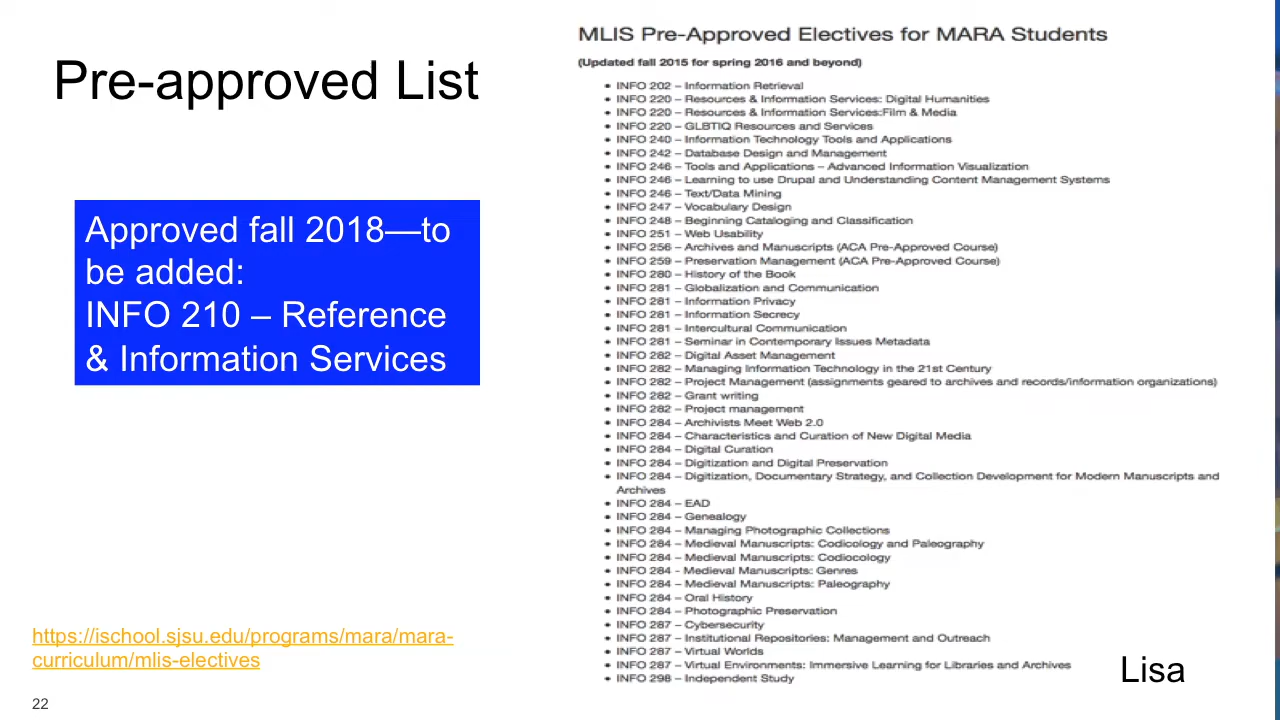 Pre-approved List
Approved fall 2018—to
be added:
INFO 210 – Reference
& Information Services
https://ischool.sjsu.edu/programs/mara/mara-
curriculum/mlis-electives
22
MLIS Pre-Approved Electives for MARA Students
(Updated fall 2015 for spring 2016 and beyond)
• INFO 202 – Information Retrieval
• INFO 220 – Resources & Information Services: Digital Humanities
• INFO 220 – Resources & Information Services:Film & Media
• INFO 220 – GLBTIQ Resources and Services
• INFO 240 – Information Technology Tools and Applications
• INFO 242 – Database Design and Management
• INFO 246 – Tools and Applications – Advanced Information Visualization
• INFO 246 – Learning to use Drupal and Understanding Content Management Systems
• INFO 246 – Text/Data Mining
• INFO 247 – Vocabulary Design
• INFO 248 – Beginning Cataloging and Classification
• INFO 251 – Web Usability
• INFO 256 – Archives and Manuscripts (ACA Pre-Approved Course)
• INFO 259 – Preservation Management (ACA Pre-Approved Course)
• INFO 280 – History of the Book
• INFO 281 – Globalization and Communication
• INFO 281 – Information Privacy
• INFO 281 – Information Secrecy
• INFO 281 – Intercultural Communication
• INFO 281 – Seminar in Contemporary Issues Metadata
• INFO 282 – Digital Asset Management
• INFO 282 – Managing Information Technology in the 21st Century
• INFO 282 – Project Management (assignments geared to archives and records/information organizations)
• INFO 282 – Grant writing
• INFO 282 – Project management
• INFO 284 – Archivists Meet Web 2.0
• INFO 284 – Characteristics and Curation of New Digital Media
• INFO 284 – Digital Curation
• INFO 284 – Digitization and Digital Preservation
• INFO 284 – Digitization, Documentary Strategy, and Collection Development for Modern Manuscripts and
Archives
• INFO 284 – EAD
• INFO 284 – Genealogy
• INFO 284 – Managing Photographic Collections
• INFO 284 – Medieval Manuscripts: Codicology and Paleography
• INFO 284 – Medieval Manuscripts: Codiocology
• INFO 284 - Medieval Manuscripts: Genres
• INFO 284 – Medieval Manuscripts: Paleography
• INFO 284 – Oral History
• INFO 284 – Photographic Preservation
• INFO 287 – Cybersecurity
• INFO 287 – Institutional Repositories: Management and Outreach
• INFO 287 – Virtual Worlds
• INFO 287 – Virtual Environments: Immersive Learning for Libraries and Archives
• INFO 298 – Independent Study
Lisa